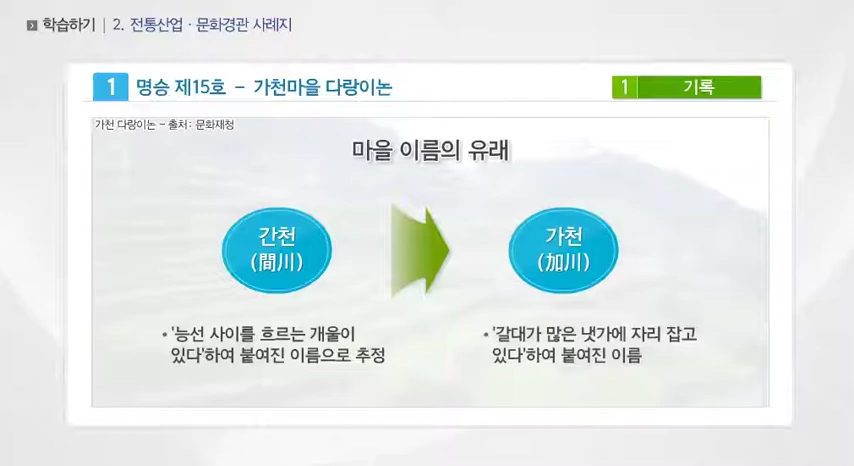 학습하기 | 2. 전통산업 · 문화경관 사례지
1 명승 제15호 - 가천마을 다랑이논
1 기록
가천 다랑이논 - 출처: 문화재청
마을 이름의 유래
간천
(間川)
가천
(加川)
• '능선 사이를 흐르는 개울이
있다'하여 붙여진 이름으로 추정
• '갈대가 많은 냇가에 자리 잡고
있다'하여 붙여진 이름